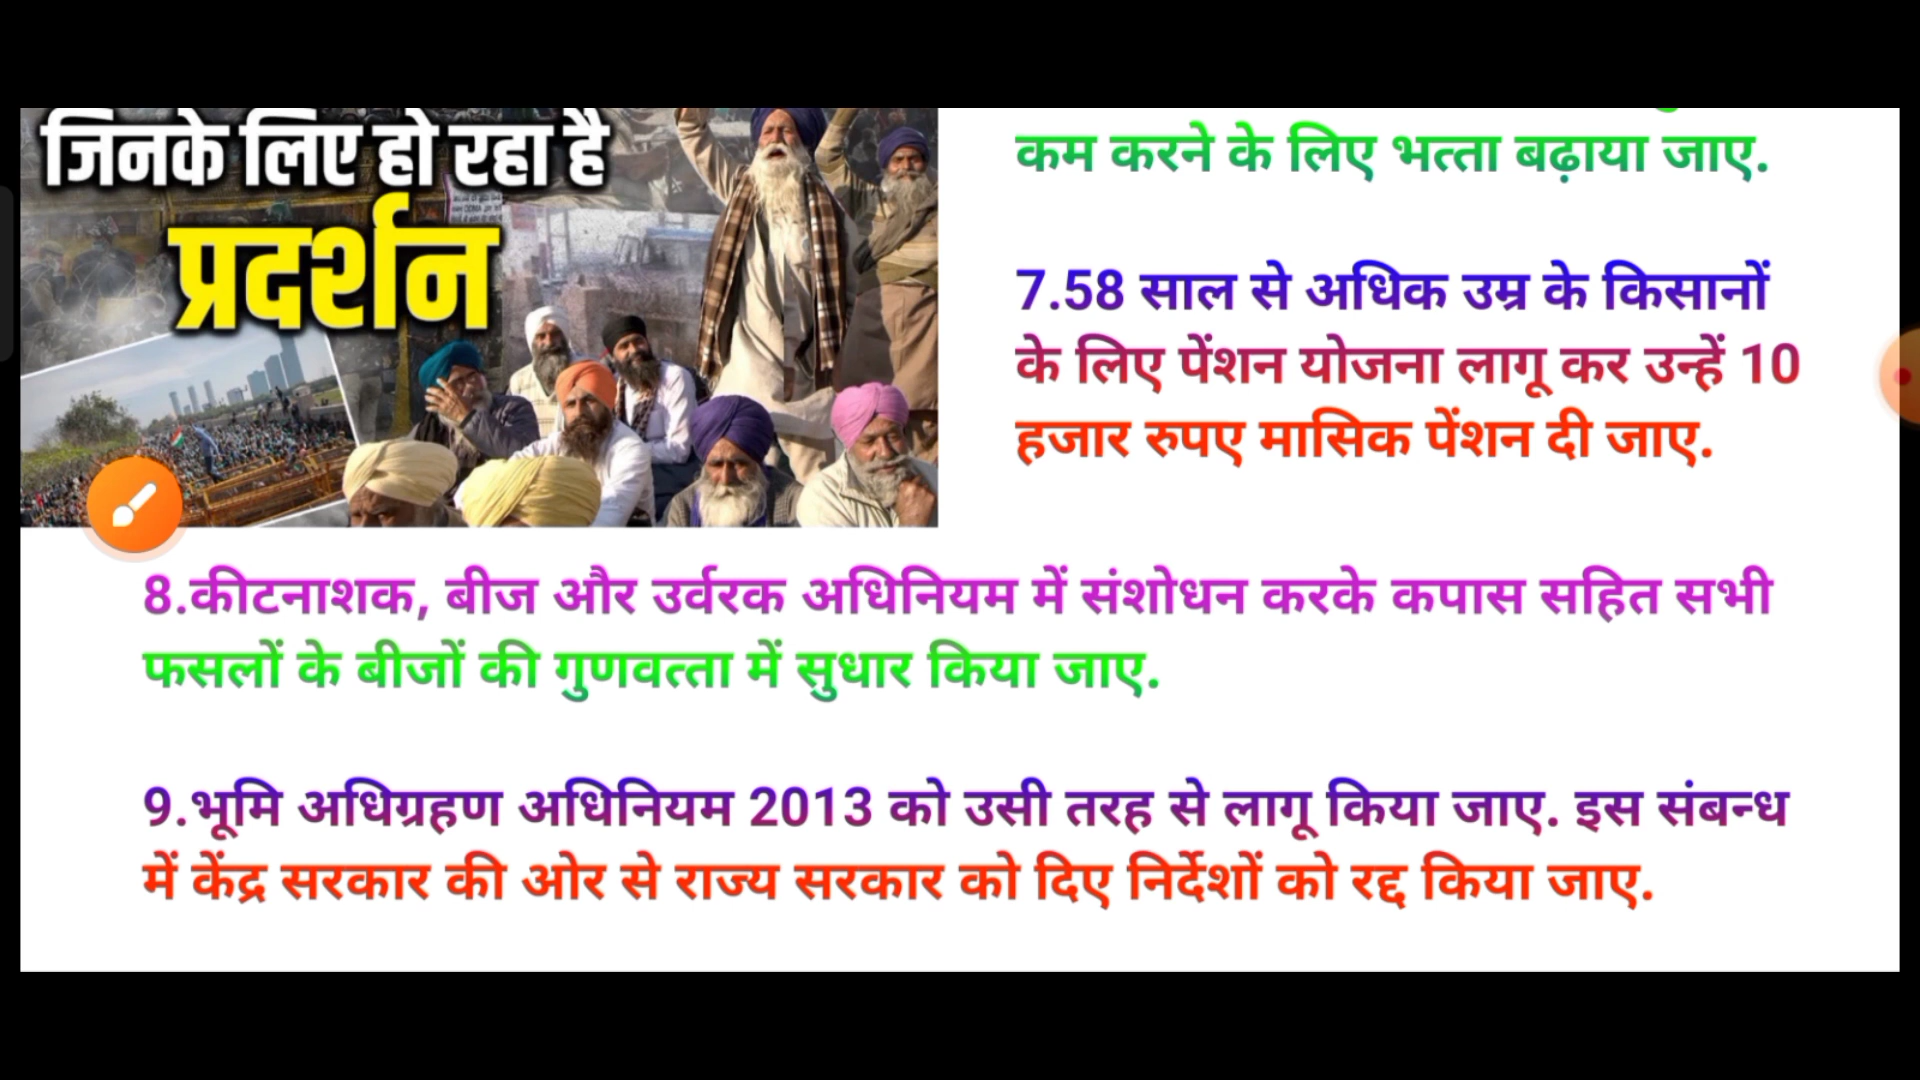 जिनके लिए हो रहा है
प्रदर्शन
कम करने के लिए भत्ता बढ़ाया जाए.
7.58 साल से अधिक उम्र के किसानों
के लिए पेंशन योजना लागू कर उन्हें 10
हजार रुपए मासिक पेंशन दी जाए.
8.कीटनाशक, बीज और उर्वरक अधिनियम में संशोधन करके कपास सहित सभी
फसलों के बीजों की गुणवत्ता में सुधार किया जाए.
9.भूमि अधिग्रहण अधिनियम 2013 को उसी तरह से लागू किया जाए. इस संबन्ध
में केंद्र सरकार की ओर से राज्य सरकार को दिए निर्देशों को रद्द किया जाए.